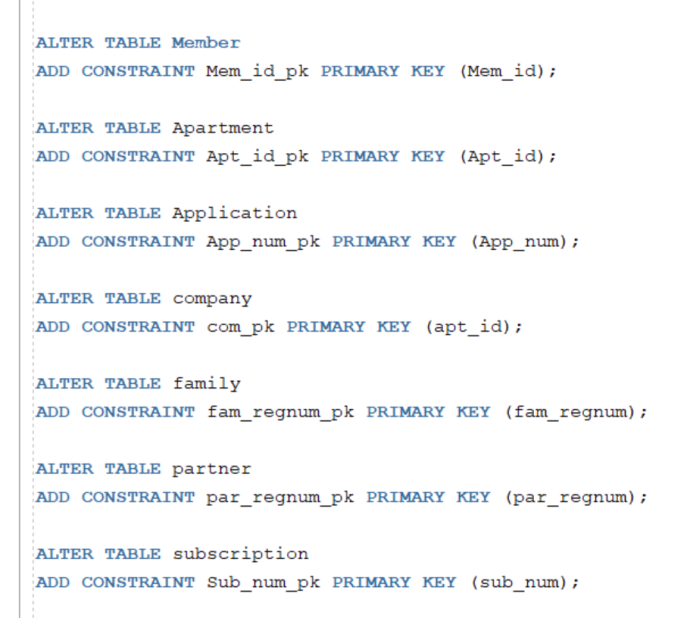 ALTER TABLE Member
ADD CONSTRAINT Mem_id_pk PRIMARY KEY (Mem_id);
ALTER TABLE Apartment
ADD CONSTRAINT Apt_id_pk PRIMARY KEY (Apt_id);
ALTER TABLE Application
ADD CONSTRAINT App_num_pk PRIMARY KEY (App_num);
ALTER TABLE company
ADD CONSTRAINT com_pk PRIMARY KEY (apt_id);
ALTER TABLE family
ADD CONSTRAINT fam_regnum_pk PRIMARY KEY (fam_regnum);
ALTER TABLE partner
ADD CONSTRAINT par_regnum_pk PRIMARY KEY (par_regnum);
ALTER TABLE subscription
ADD CONSTRAINT Sub_num_pk PRIMARY KEY (sub_num);